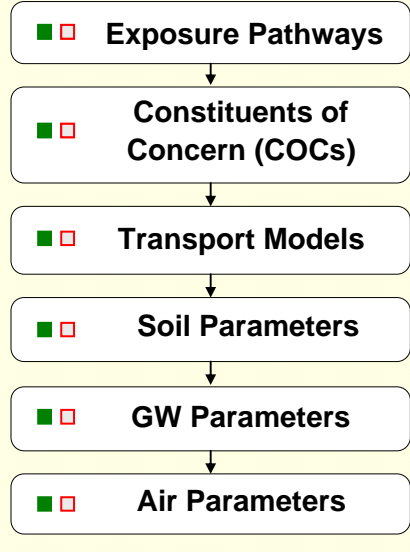 Exposure Pathways
Constituents of
Concern (COCs)
Transport Models
Soil Parameters
GW Parameters
Air Parameters